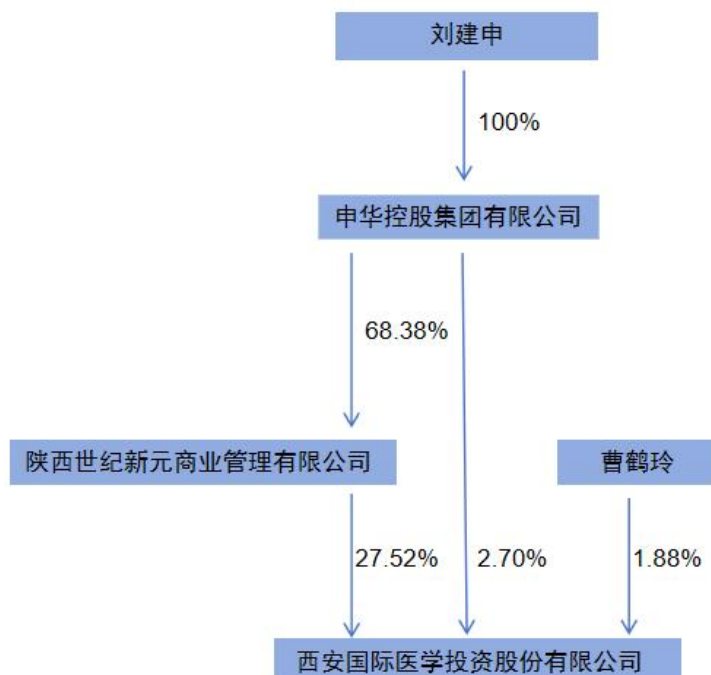 刘建申
100%
申华控股集团有限公司
68.38%
陕西世纪新元商业管理有限公司
曹鹤玲
27.52%
2.70%
1.88%
西安国际医学投资股份有限公司